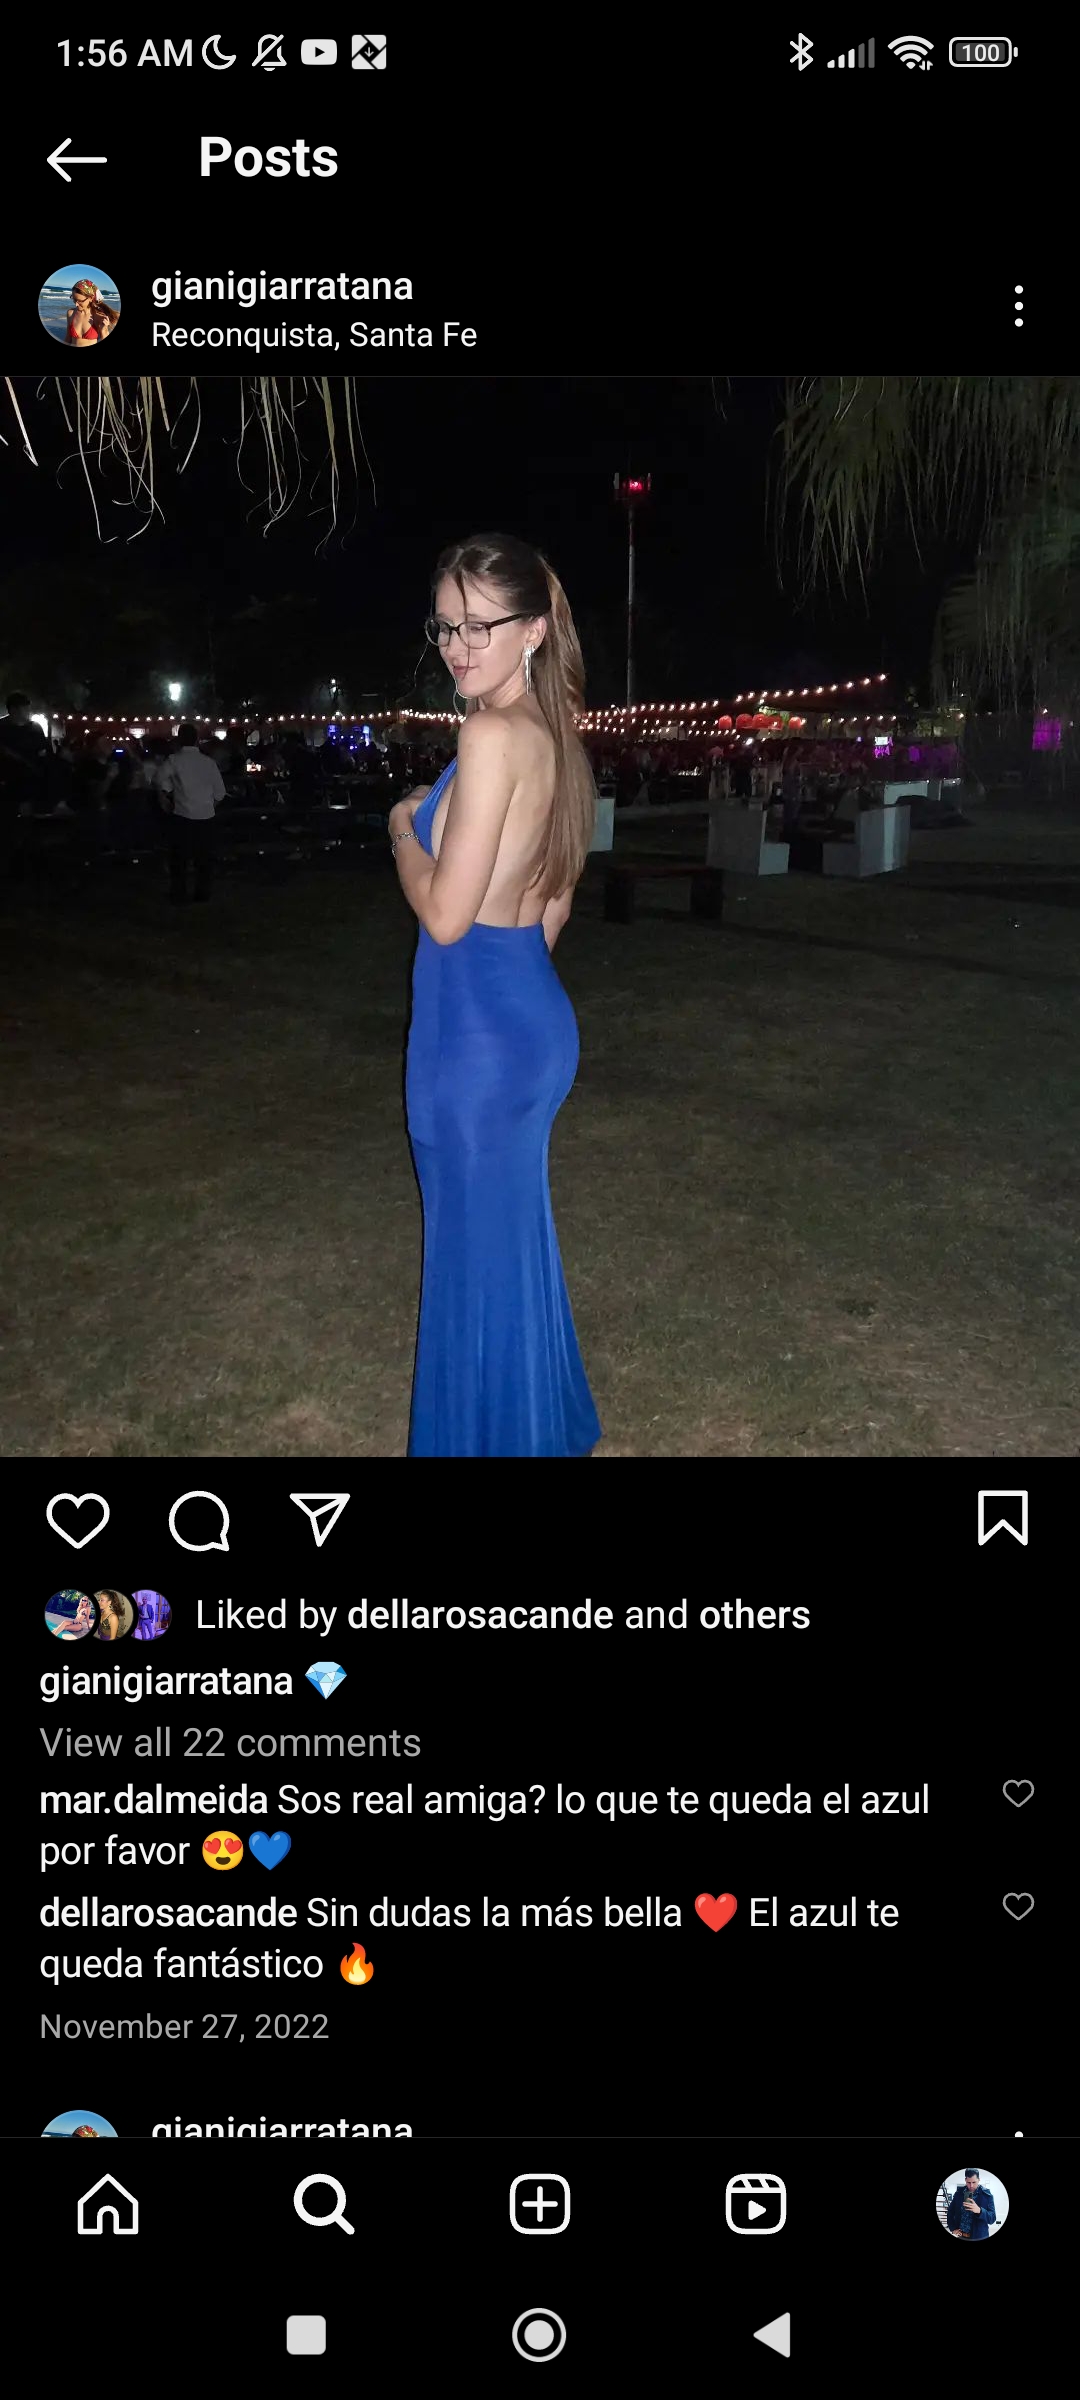 1:56 AM
100
Posts
gianigiarratana
Reconquista, Santa Fe
Liked by dellarosacande and others
gianigiarratana 💎
View all 22 comments
mar.dalmeida Sos real amiga? lo que te queda el azul
por favor 😍💙
dellarosacande Sin dudas la más bella ❤️ El azul te
queda fantástico 🔥
November 27, 2022
gianigiarratana